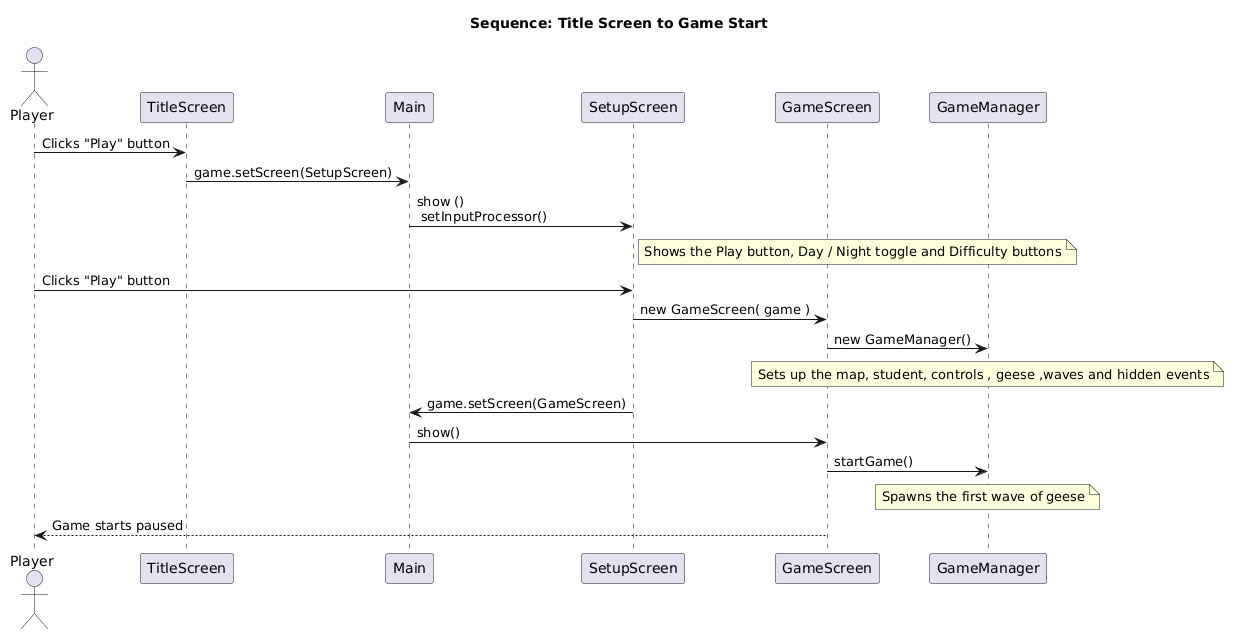 Sequence: Title Screen to Game Start
Player
TitleScreen
Main
SetupScreen
GameScreen
GameManager
Clicks "Play" button
game.setScreen(SetupScreen)
show ()
setInputProcessor()
Shows the Play button, Day / Night toggle and Difficulty buttons
Clicks "Play" button
new GameScreen( game )
new GameManager()
Sets up the map, student, controls , geese ,waves and hidden events
game.setScreen(GameScreen)
show()
startGame()
Spawns the first wave of geese
Game starts paused
Player
TitleScreen
Main
SetupScreen
GameScreen
GameManager